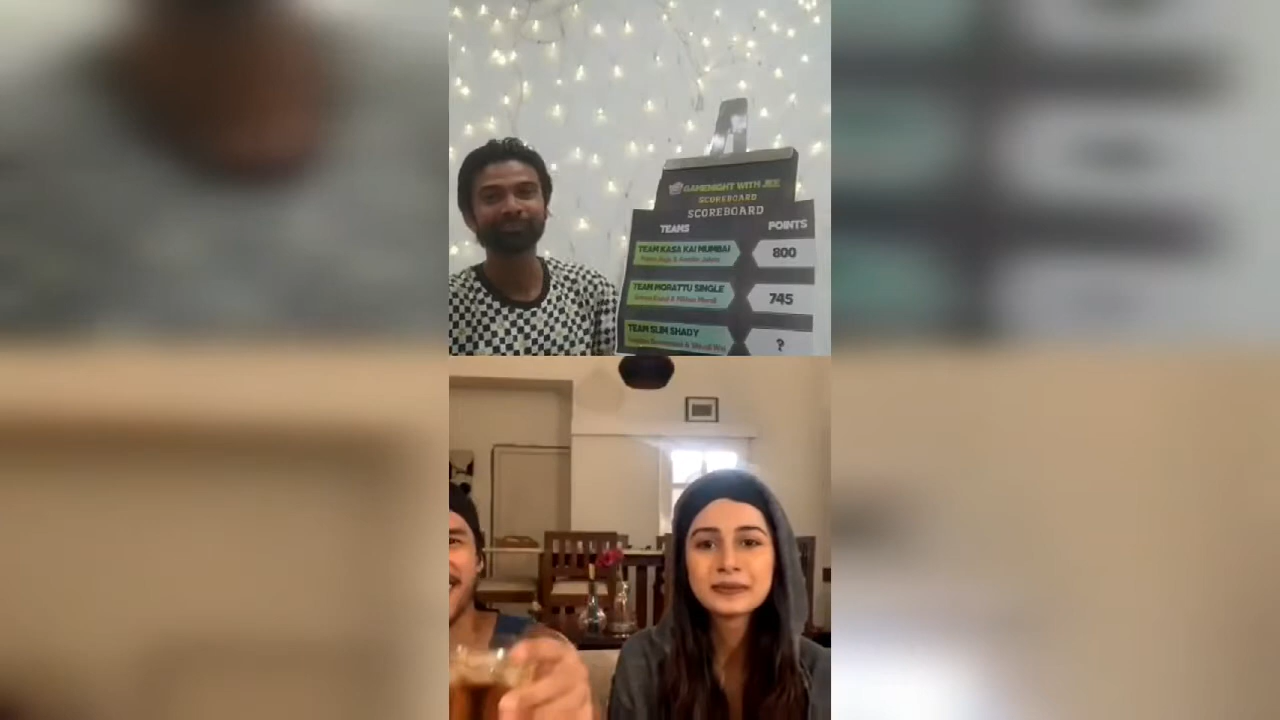 GAMENIGHT WITH JEE
SCOREBOARD
SCOREBOARD
TEAMS POINTS
TEAM KASA KAI MUMBAI 800
TEAM MORATTU SINGLE 745
TEAM SLIM SHADY ?